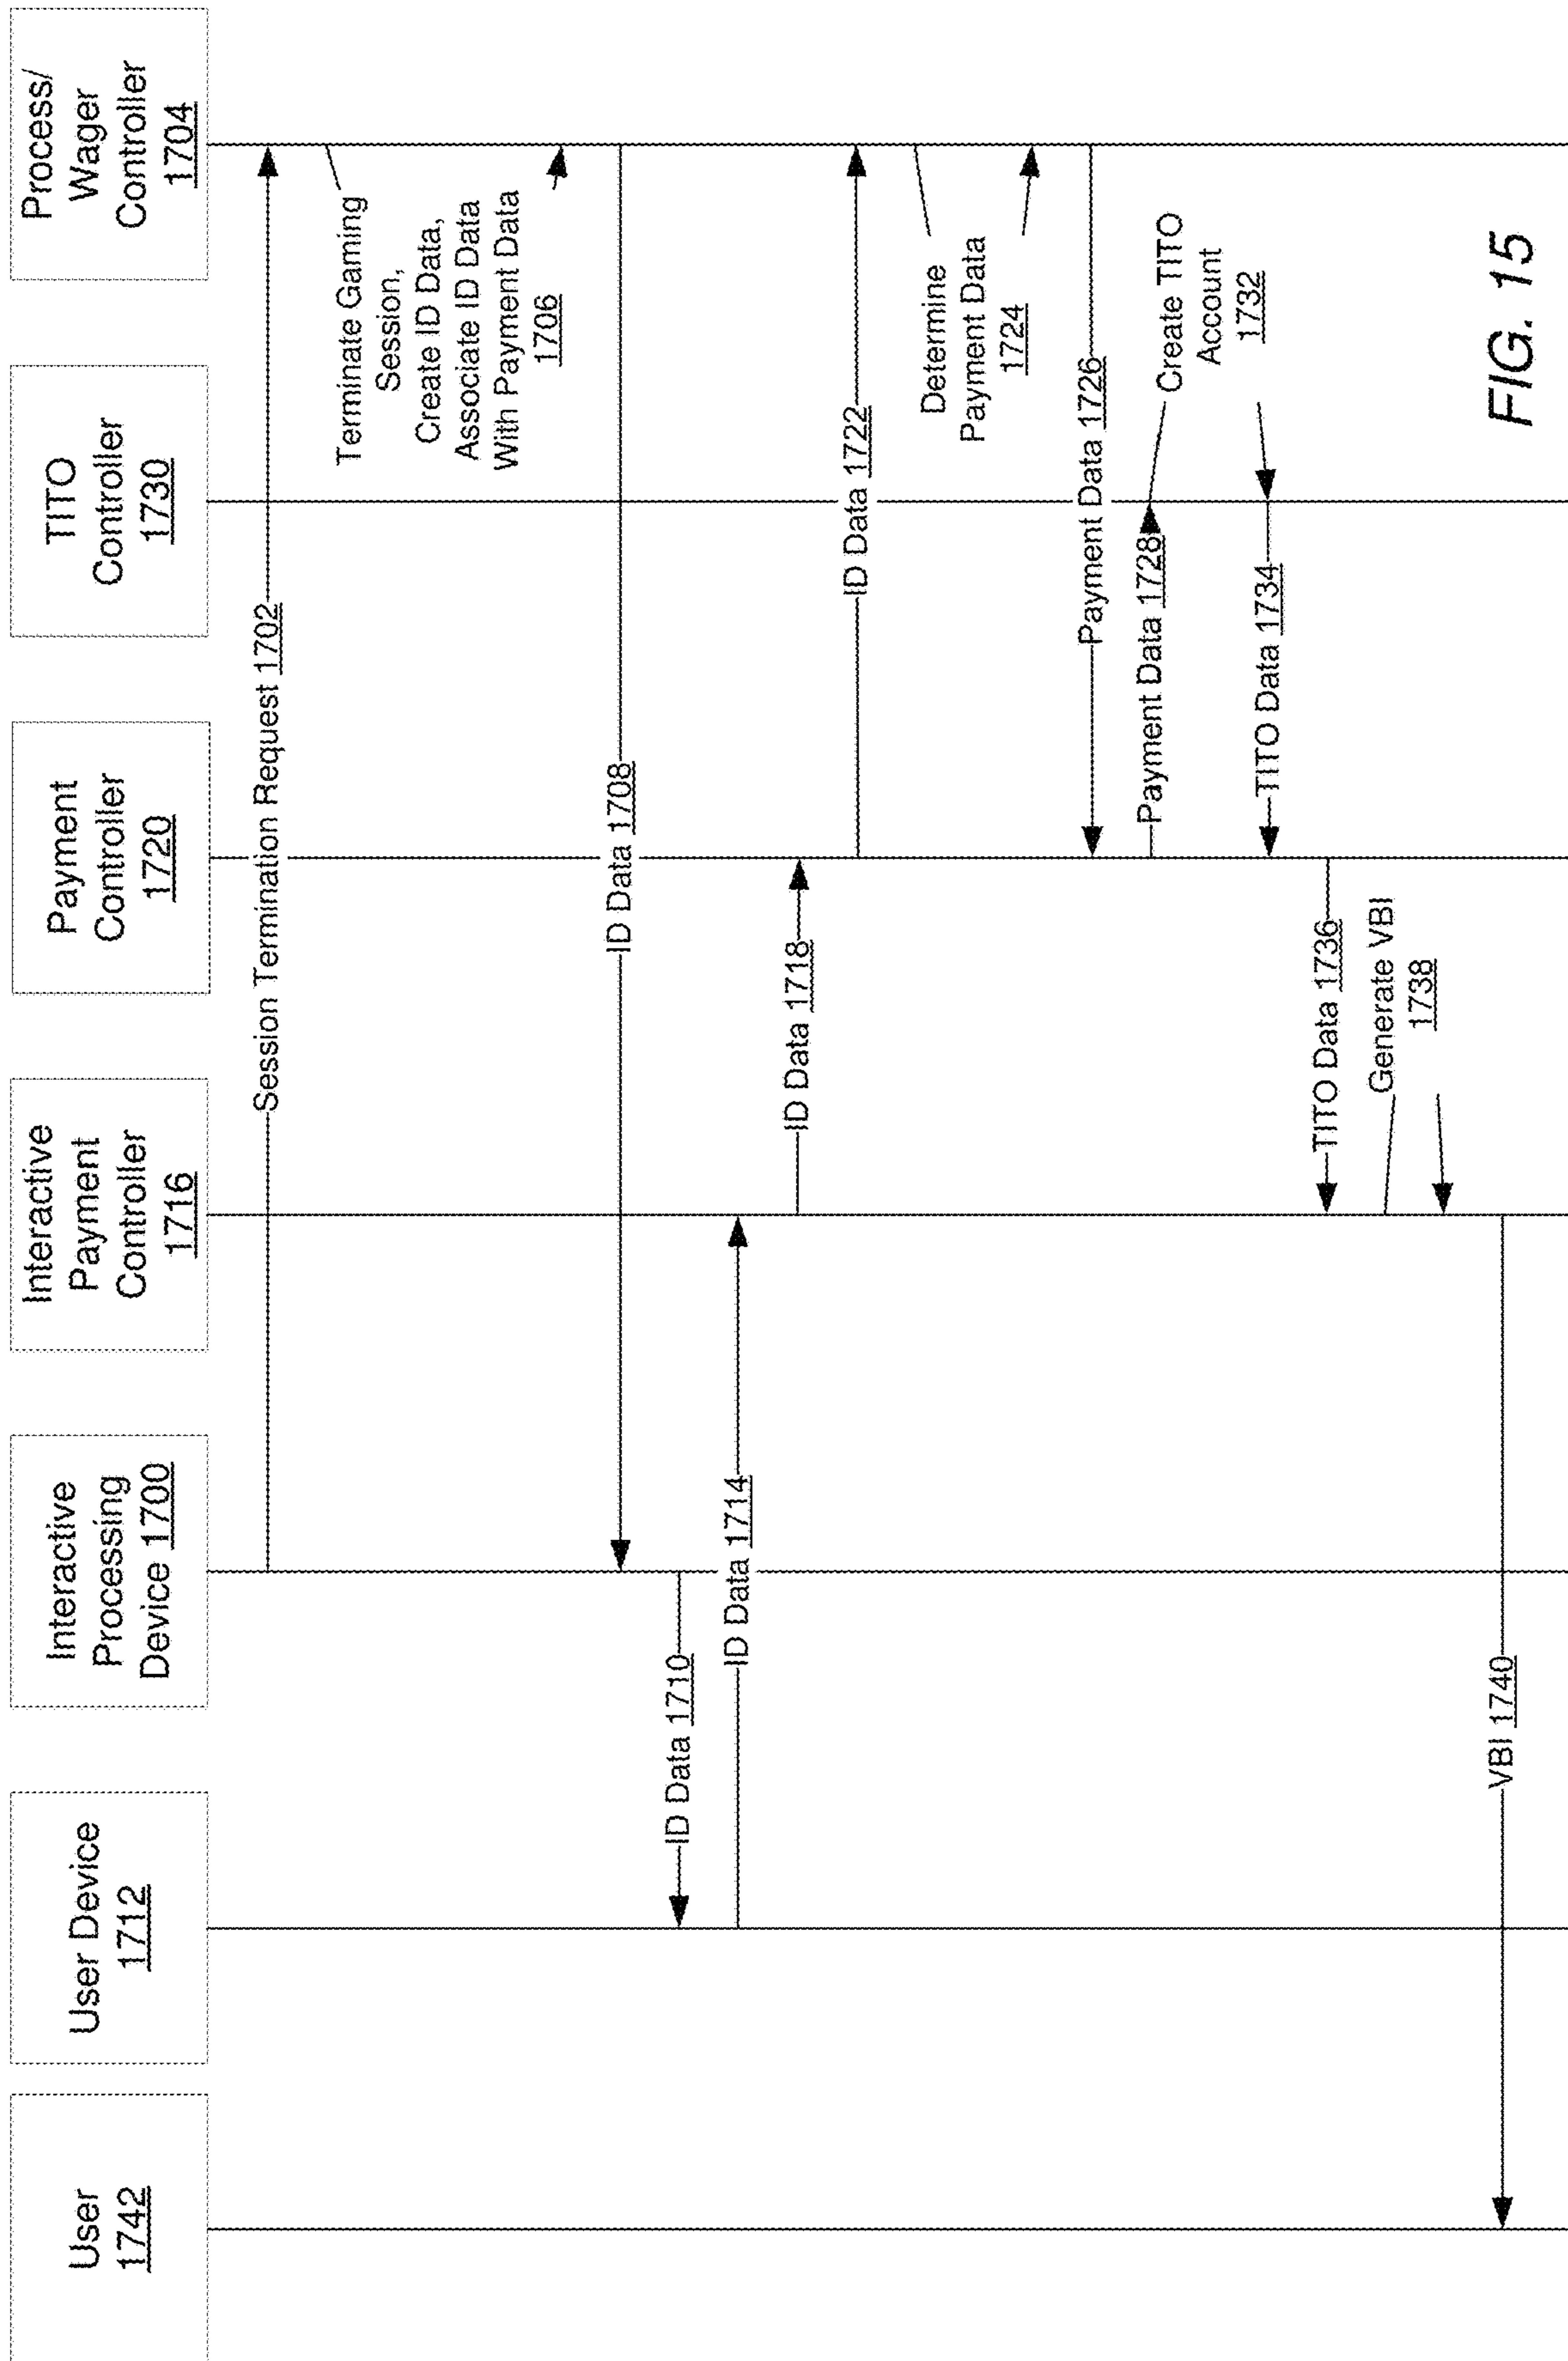 User
1742
User Device
1712
Interactive
Processing
Device 1700
Interactive
Payment
Controller
1716
Payment
Controller
1720
TITO
Controller
1730
Process/
Wager
Controller
1704
Session Termination Request 1702
Terminate Gaming
Session,
Create ID Data,
Associate ID Data
With Payment Data
1706
ID Data 1708
ID Data 1710
ID Data 1714
ID Data 1718
ID Data 1722
Determine
Payment Data
1724
Payment Data 1726
Payment Data 1728
Create TITO
Account
1732
TITO Data 1734
TITO Data 1736
Generate VBI
1738
VBI 1740
FIG. 15